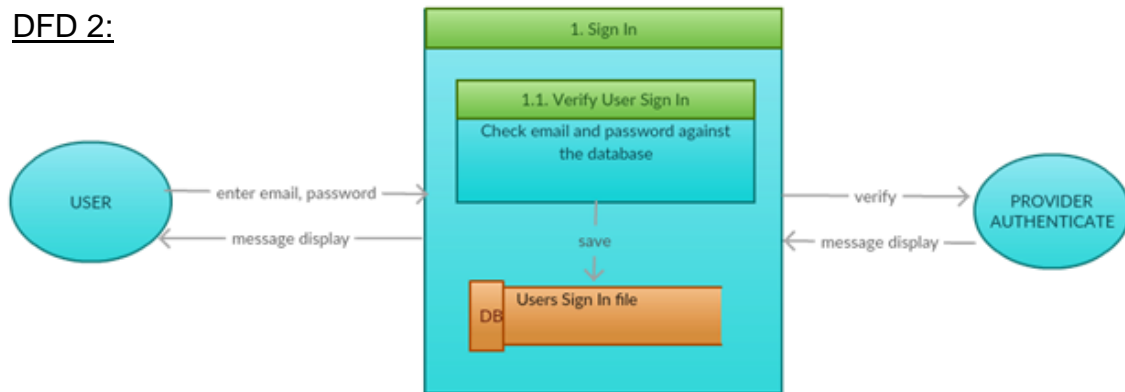 DFD 2:
1. Sign In
1.1. Verify User Sign In
Check email and password against
the database
USER
enter email, password
message display
verify
message display
PROVIDER
AUTHENTICATE
save
DB
Users Sign In file